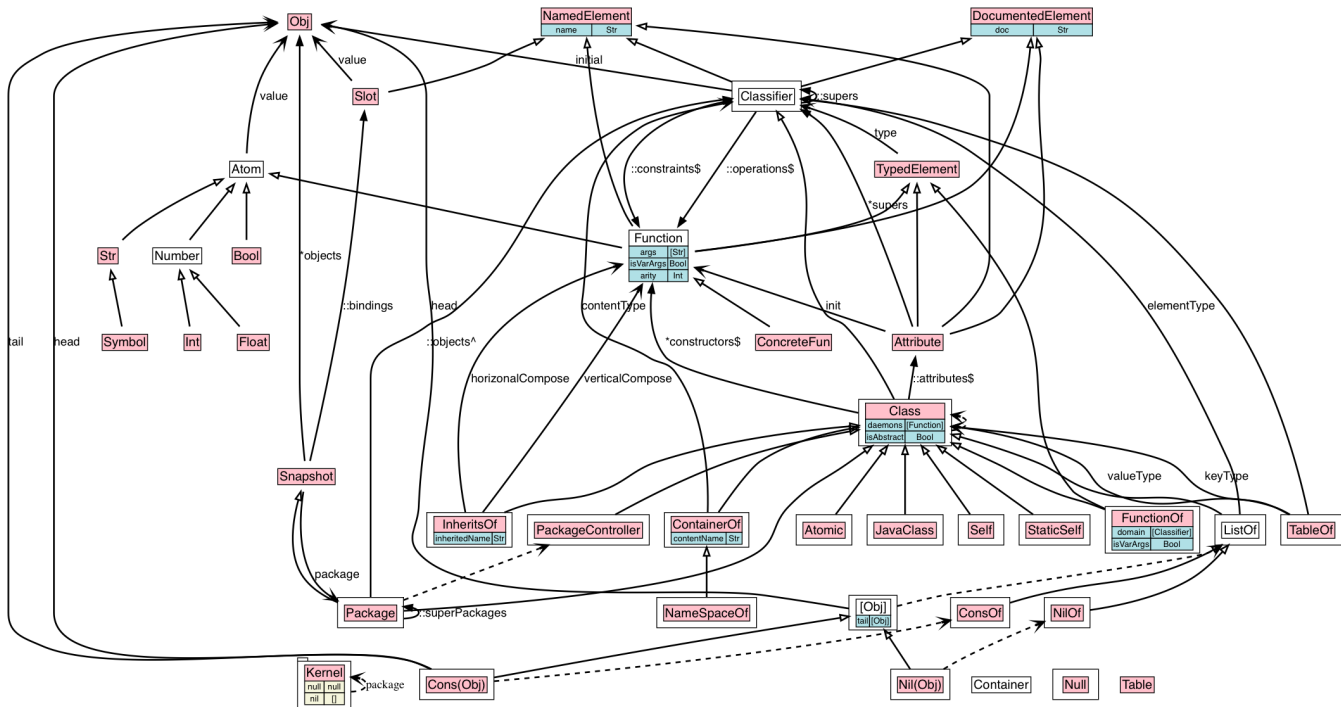 Obj
NamedElement
name Str
DocumentedElement
doc Str
value
initial
Slot
Classifier
::supers
value
type
Atom
::constraints$
::operations$
TypedElement
*supers
Function
args [Str]
isVarArgs Bool
arity Int
Str
Number
Bool
*objects
::bindings
head
contentType
init
elementType
tail
head
Symbol
Int
Float
::objects^
*constructors$
ConcreteFun
Attribute
horizonalCompose
verticalCompose
::attributes$
Class
daemons [Function]
isAbstract Bool
Snapshot
valueType
keyType
InheritsOf
inheritedName Str
PackageController
ContainerOf
contentName Str
Atomic
JavaClass
Self
StaticSelf
FunctionOf
domain [Classifier]
isVarArgs Bool
ListOf
TableOf
package
Package
::superPackages
NameSpaceOf
[Obj]
tail [Obj]
ConsOf
NilOf
Kernel
null null
nil []
package
Cons(Obj)
Nil(Obj)
Container
Null
Table